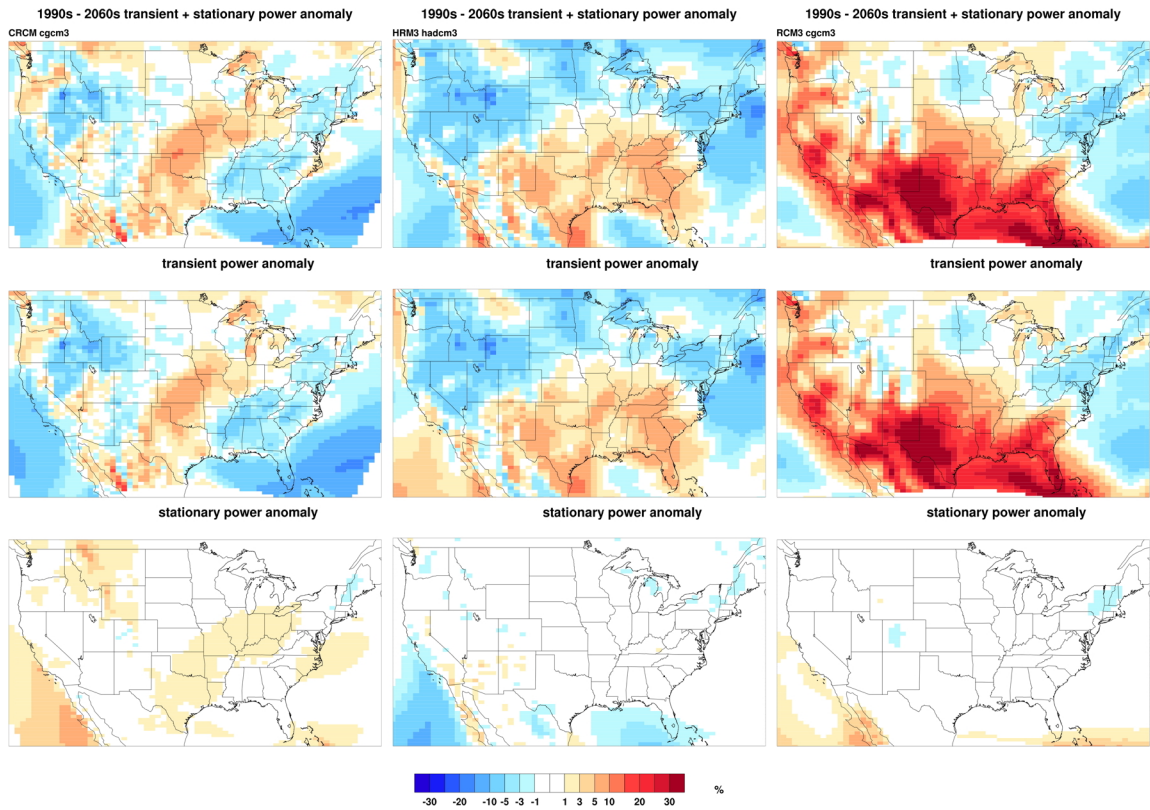 1990s - 2060s transient + stationary power anomaly
CRCM cgcm3
1990s - 2060s transient + stationary power anomaly
HRM3 hadcm3
1990s - 2060s transient + stationary power anomaly
RCM3 cgcm3
transient power anomaly
transient power anomaly
transient power anomaly
stationary power anomaly
stationary power anomaly
stationary power anomaly
-30 -20 -10 -5 -3 -1 1 3 5 10 20 30 %